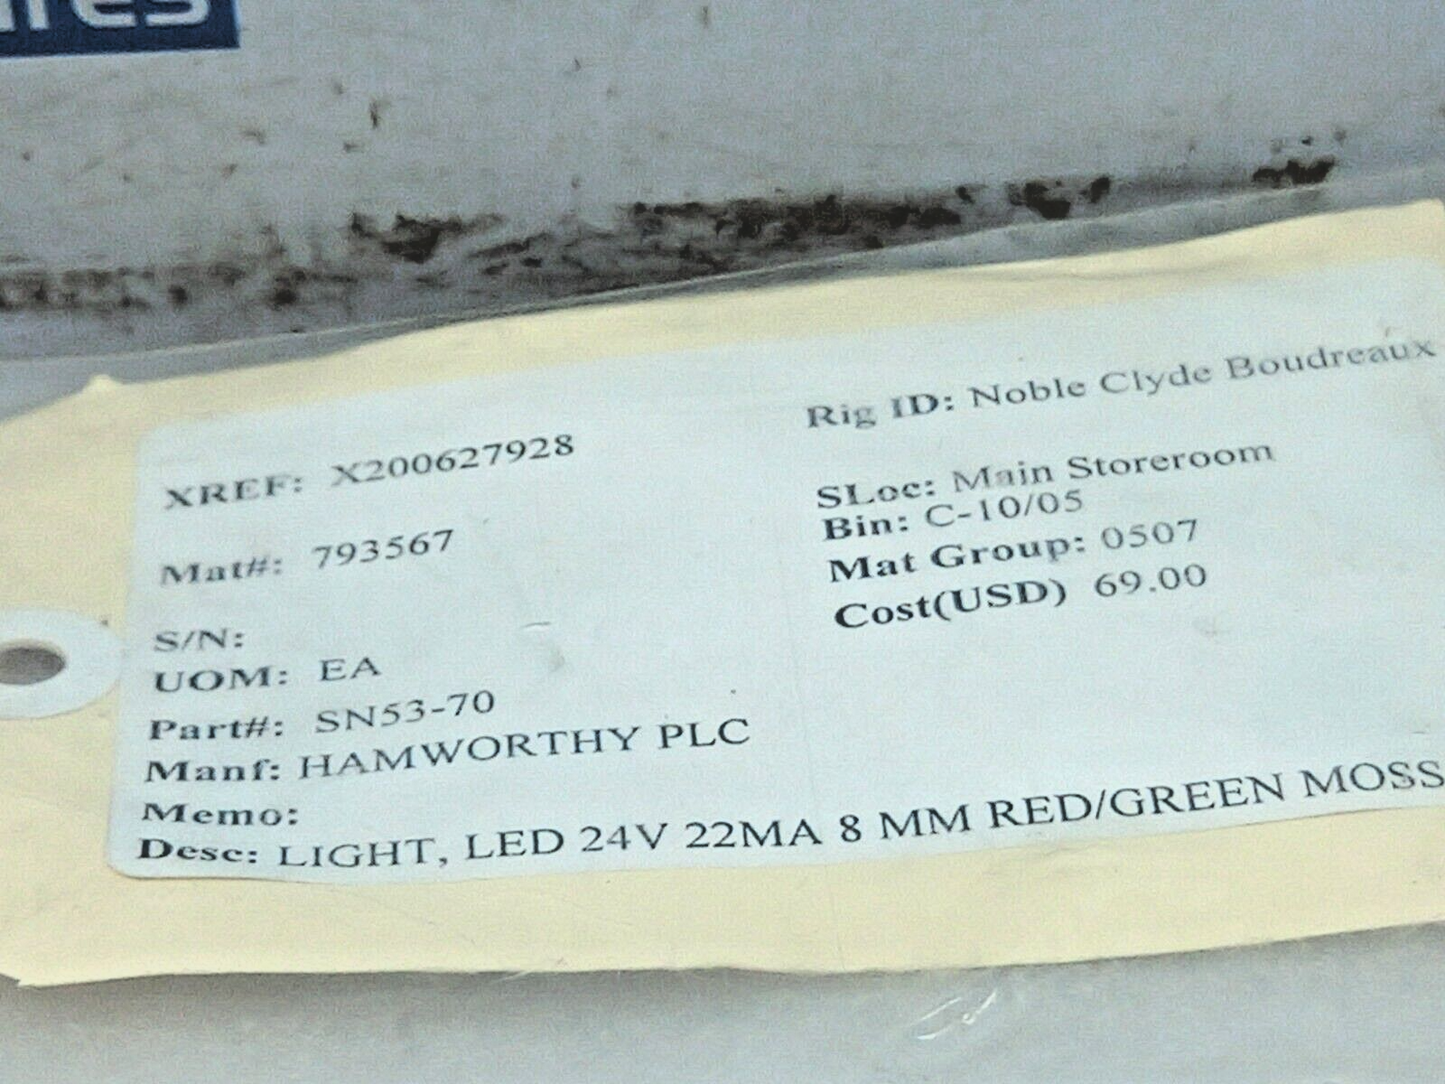 XREF: X200627928
Mat#: 793567
S/N:
UOM: EA
Part#: SN53-70
Manf: HAMWORTHY PLC
Memo:
Desc: LIGHT, LED 24V 22MA 8 MM RED/GREEN MOSS
Rig ID: Noble Clyde Boudreaux
SLoc: Main Storeroom
Bin: C-10/05
Mat Group: 0507
Cost(USD) 69.00